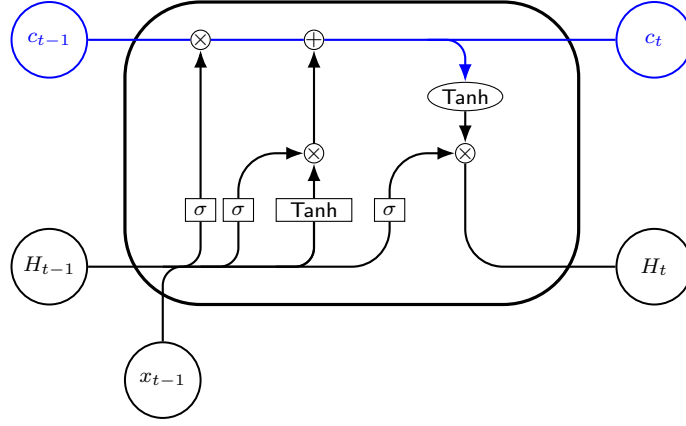 c_{t−1} ⊗ ⊕ c_t
Tanh
⊗ ⊗
σ σ Tanh σ
H_{t−1} H_t
x_{t−1}